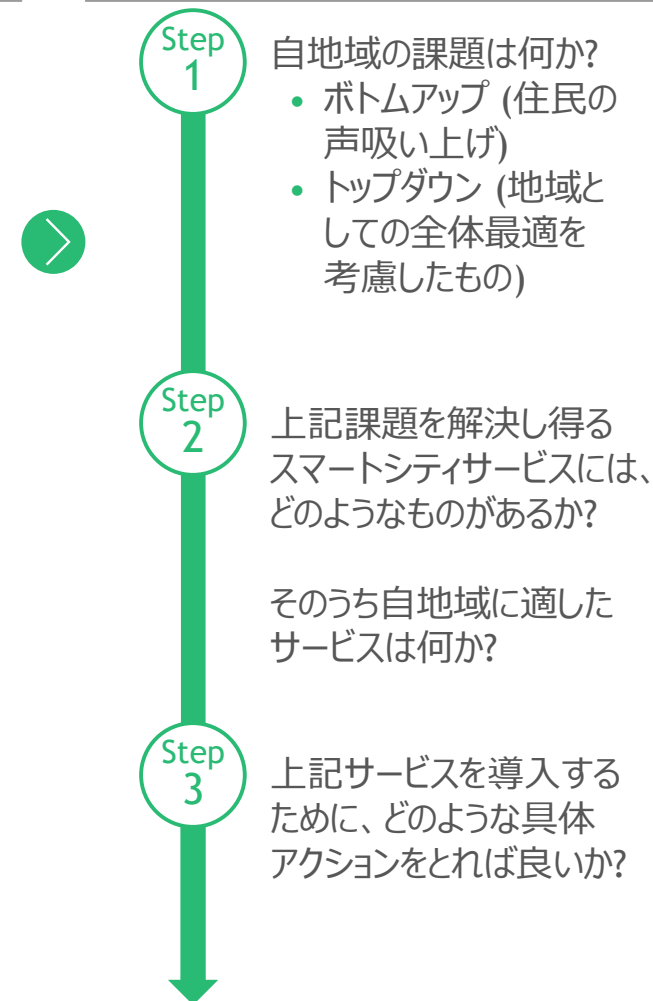 Step
1
自地域の課題は何か?
• ボトムアップ (住民の
声吸い上げ)
• トップダウン (地域と
しての全体最適を
考慮したもの)
Step
2
上記課題を解決し得る
スマートシティサービスには、
どのようなものがあるか?
そのうち自地域に適した
サービスは何か?
Step
3
上記サービスを導入する
ために、どのような具体
アクションをとれば良いか?